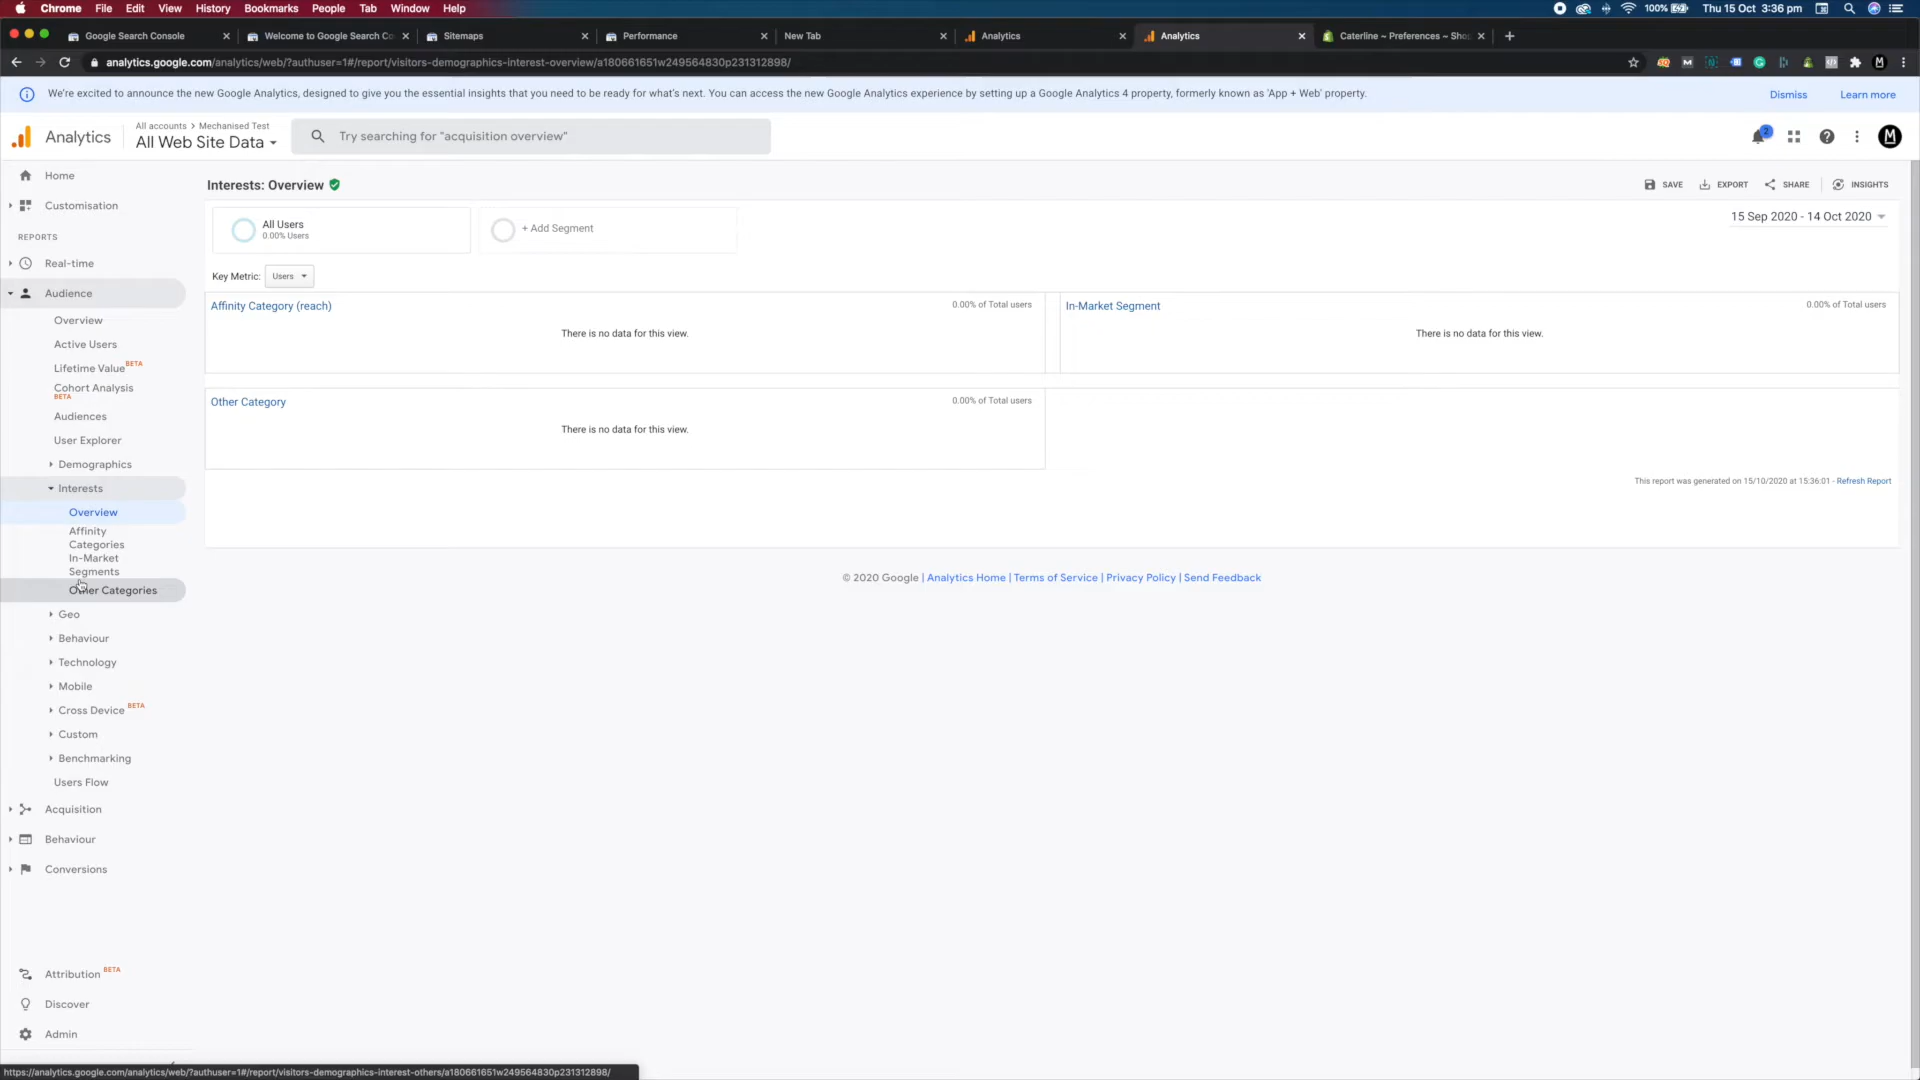 Chrome File Edit View History Bookmarks People Tab Window Help
100% Thu 15 Oct 3:36 pm
Google Search Console
Welcome to Google Search Co
Sitemaps
Performance
New Tab
Analytics
Analytics
Caterline ~ Preferences ~ Sho
analytics.google.com/analytics/web/?authuser=1#/report/visitors-demographics-interest-overview/a180661651w249564830p231312898/
We're excited to announce the new Google Analytics, designed to give you the essential insights that you need to be ready for what's next. You can access the new Google Analytics experience by setting up a Google Analytics 4 property, formerly known as 'App + Web' property.
Dismiss
Learn more
Analytics
All accounts > Mechanised Test
All Web Site Data
Try searching for "acquisition overview"
2
M
Home
Customisation
REPORTS
Real-time
Audience
Overview
Active Users
Lifetime Value BETA
Cohort Analysis
BETA
Audiences
User Explorer
Demographics
Interests
Overview
Affinity
Categories
In-Market
Segments
Other Categories
Geo
Behaviour
Technology
Mobile
Cross Device BETA
Custom
Benchmarking
Users Flow
Acquisition
Behaviour
Conversions
Attribution BETA
Discover
Admin
Interests: Overview
SAVE
EXPORT
SHARE
INSIGHTS
All Users
0.00% Users
+ Add Segment
15 Sep 2020 - 14 Oct 2020
Key Metric: Users
Affinity Category (reach)
0.00% of Total users
There is no data for this view.
In-Market Segment
0.00% of Total users
There is no data for this view.
Other Category
0.00% of Total users
There is no data for this view.
This report was generated on 15/10/2020 at 15:36:01 - Refresh Report
© 2020 Google | Analytics Home | Terms of Service | Privacy Policy | Send Feedback
https://analytics.google.com/analytics/web/?authuser=1#/report/visitors-demographics-interest-others/a180661651w249564830p231312898/